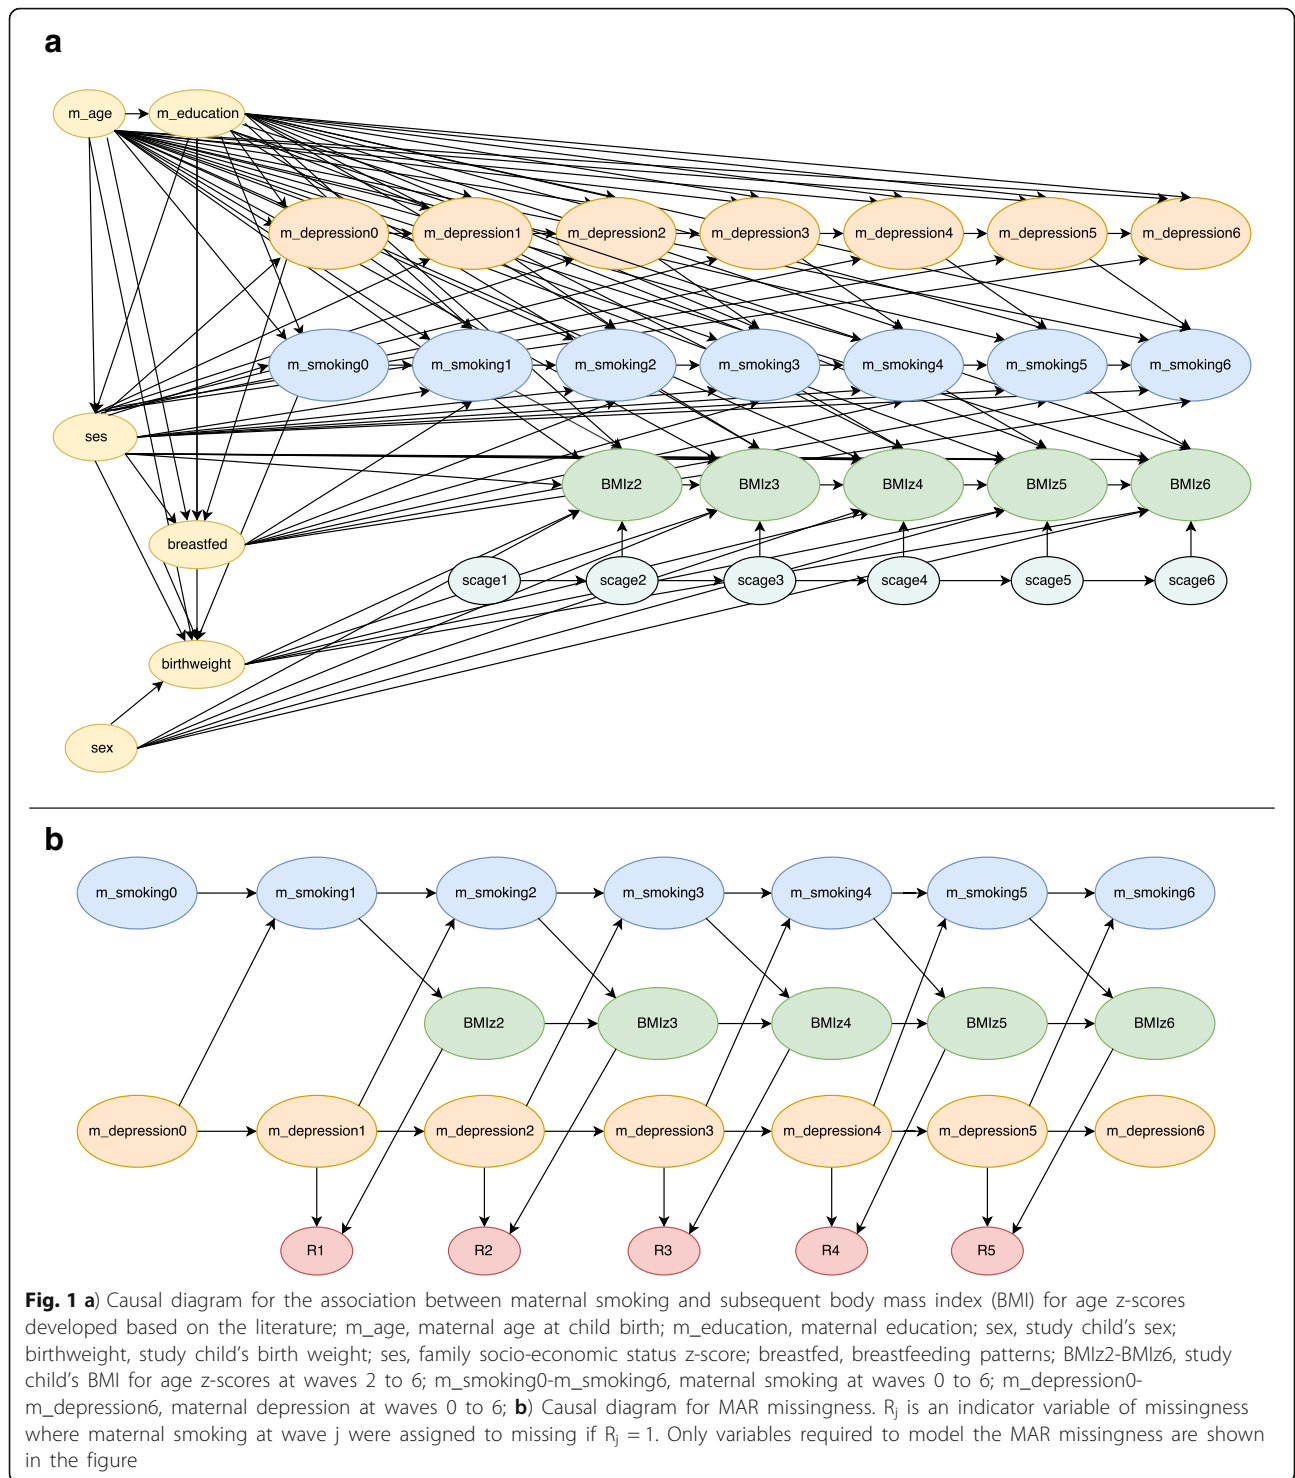 a
m_age
m_education
m_depression0
m_depression1
m_depression2
m_depression3
m_depression4
m_depression5
m_depression6
m_smoking0
m_smoking1
m_smoking2
m_smoking3
m_smoking4
m_smoking5
m_smoking6
ses
BMIz2
BMIz3
BMIz4
BMIz5
BMIz6
breastfed
scage1
scage2
scage3
scage4
scage5
scage6
birthweight
sex
b
m_smoking0
m_smoking1
m_smoking2
m_smoking3
m_smoking4
m_smoking5
m_smoking6
BMIz2
BMIz3
BMIz4
BMIz5
BMIz6
m_depression0
m_depression1
m_depression2
m_depression3
m_depression4
m_depression5
m_depression6
R1
R2
R3
R4
R5
Fig. 1 a) Causal diagram for the association between maternal smoking and subsequent body mass index (BMI) for age z-scores
developed based on the literature; m_age, maternal age at child birth; m_education, maternal education; sex, study child's sex;
birthweight, study child's birth weight; ses, family socio-economic status z-score; breastfed, breastfeeding patterns; BMIz2-BMIz6, study
child's BMI for age z-scores at waves 2 to 6; m_smoking0-m_smoking6, maternal smoking at waves 0 to 6; m_depression0-
m_depression6, maternal depression at waves 0 to 6; b) Causal diagram for MAR missingness. Rj is an indicator variable of missingness
where maternal smoking at wave j were assigned to missing if Rj = 1. Only variables required to model the MAR missingness are shown
in the figure